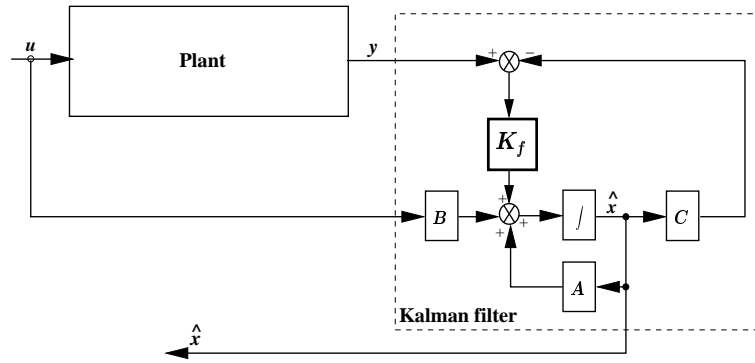 u
Plant
y
+
−
K_f
+
B
+
+
∫
x̂
C
A
Kalman filter
x̂